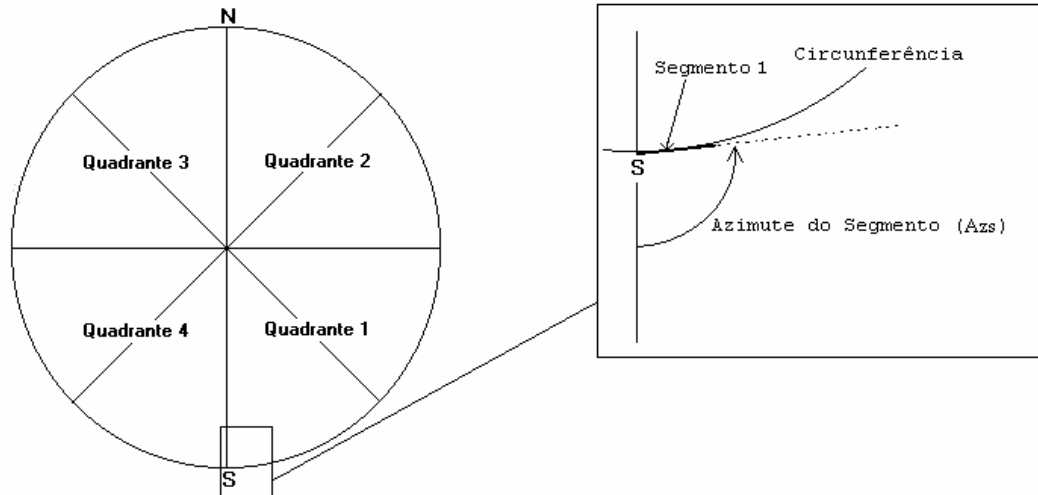 N
Quadrante 3
Quadrante 2
Quadrante 4
Quadrante 1
S
Circunferência
Segmento 1
S
Azimute do Segmento (Azs)